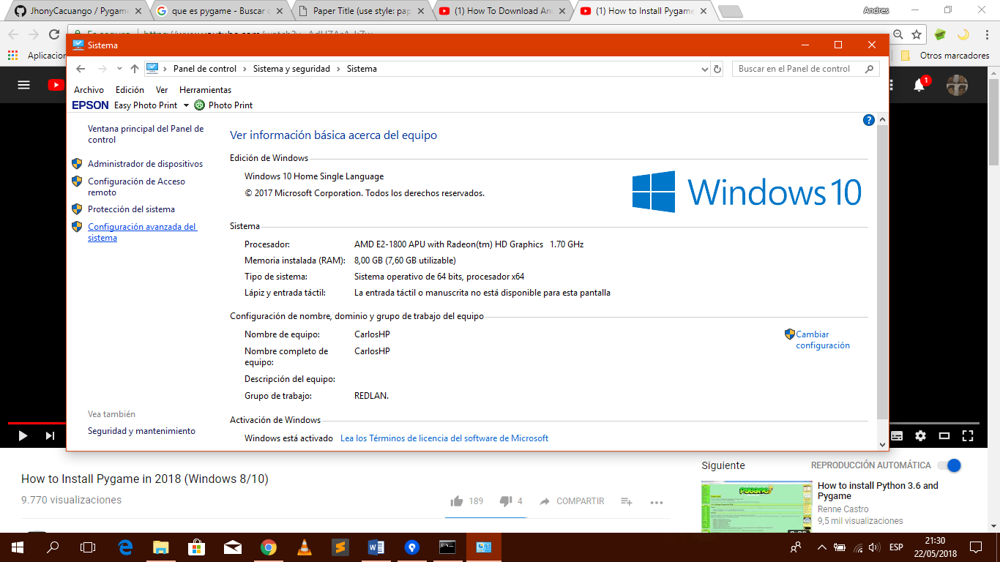 JhonyCacuango / Pygame
que es pygame - Buscar c
Paper Title (use style: pap
(1) How To Download An
(1) How to Install Pygame
Andres
Aplicacion
Otros marcadores
Sistema
Panel de control > Sistema y seguridad > Sistema
Buscar en el Panel de control
Archivo Edición Ver Herramientas
EPSON Easy Photo Print Photo Print
1
Ventana principal del Panel de
control
Administrador de dispositivos
Configuración de Acceso
remoto
Protección del sistema
Configuración avanzada del
sistema
Vea también
Seguridad y mantenimiento
?
Ver información básica acerca del equipo
Edición de Windows
Windows 10 Home Single Language
© 2017 Microsoft Corporation. Todos los derechos reservados.
Windows 10
Sistema
Procesador: AMD E2-1800 APU with Radeon(tm) HD Graphics 1.70 GHz
Memoria instalada (RAM): 8,00 GB (7,60 GB utilizable)
Tipo de sistema: Sistema operativo de 64 bits, procesador x64
Lápiz y entrada táctil: La entrada táctil o manuscrita no está disponible para esta pantalla
Configuración de nombre, dominio y grupo de trabajo del equipo
Nombre de equipo: CarlosHP
Cambiar
configuración
Nombre completo de
equipo: CarlosHP
Descripción del equipo:
Grupo de trabajo: REDLAN.
Activación de Windows
Windows está activado Lea los Términos de licencia del software de Microsoft
How to Install Pygame in 2018 (Windows 8/10)
9.770 visualizaciones
189
4
COMPARTIR
Siguiente
REPRODUCCIÓN AUTOMÁTICA
How to install Python 3.6 and
Pygame
Renne Castro
9,5 mil visualizaciones
ESP
21:30
22/05/2018